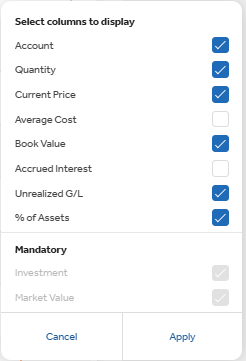 Select columns to display
Account
Quantity
Current Price
Average Cost
Book Value
Accrued Interest
Unrealized G/L
% of Assets
Mandatory
Investment
Market Value
Cancel Apply